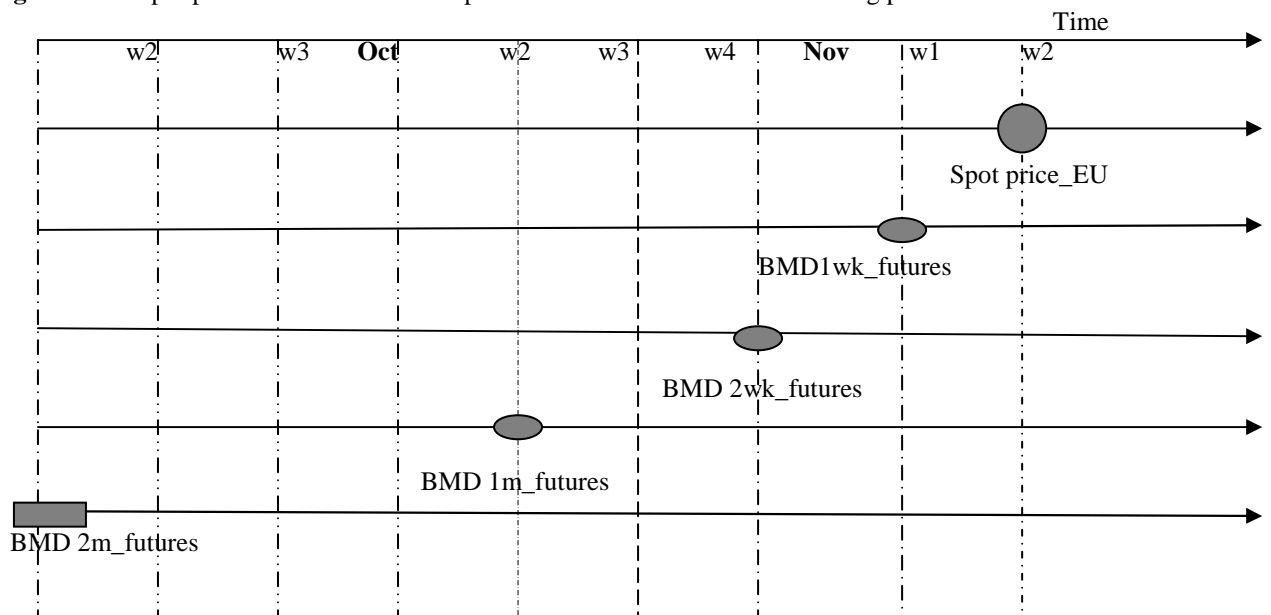 Time
w2 w3 Oct w2 w3 w4 Nov w1 w2
Spot price_EU
BMD1wk_futures
BMD 2wk_futures
BMD 1m_futures
BMD 2m_futures